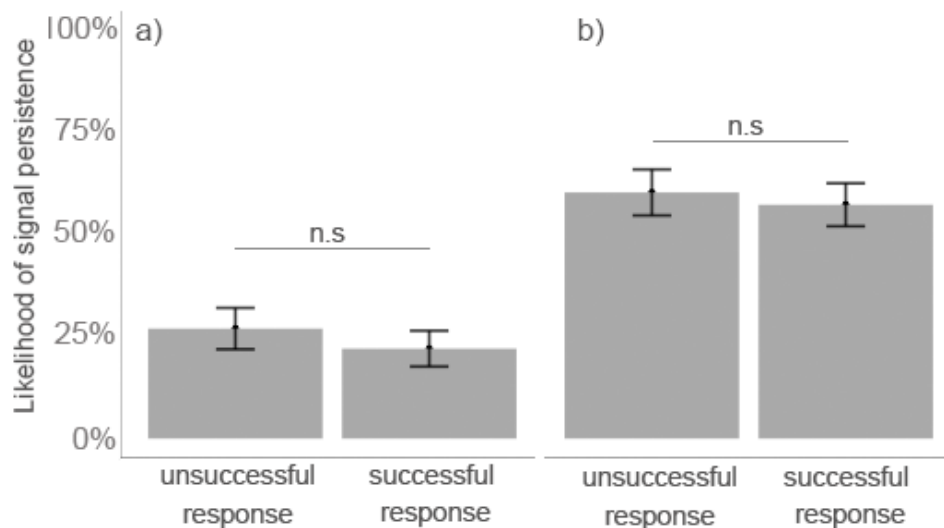 Likelihood of signal persistence
100%
75%
50%
25%
0%
a)
n.s
unsuccessful
response
successful
response
b)
n.s
unsuccessful
response
successful
response